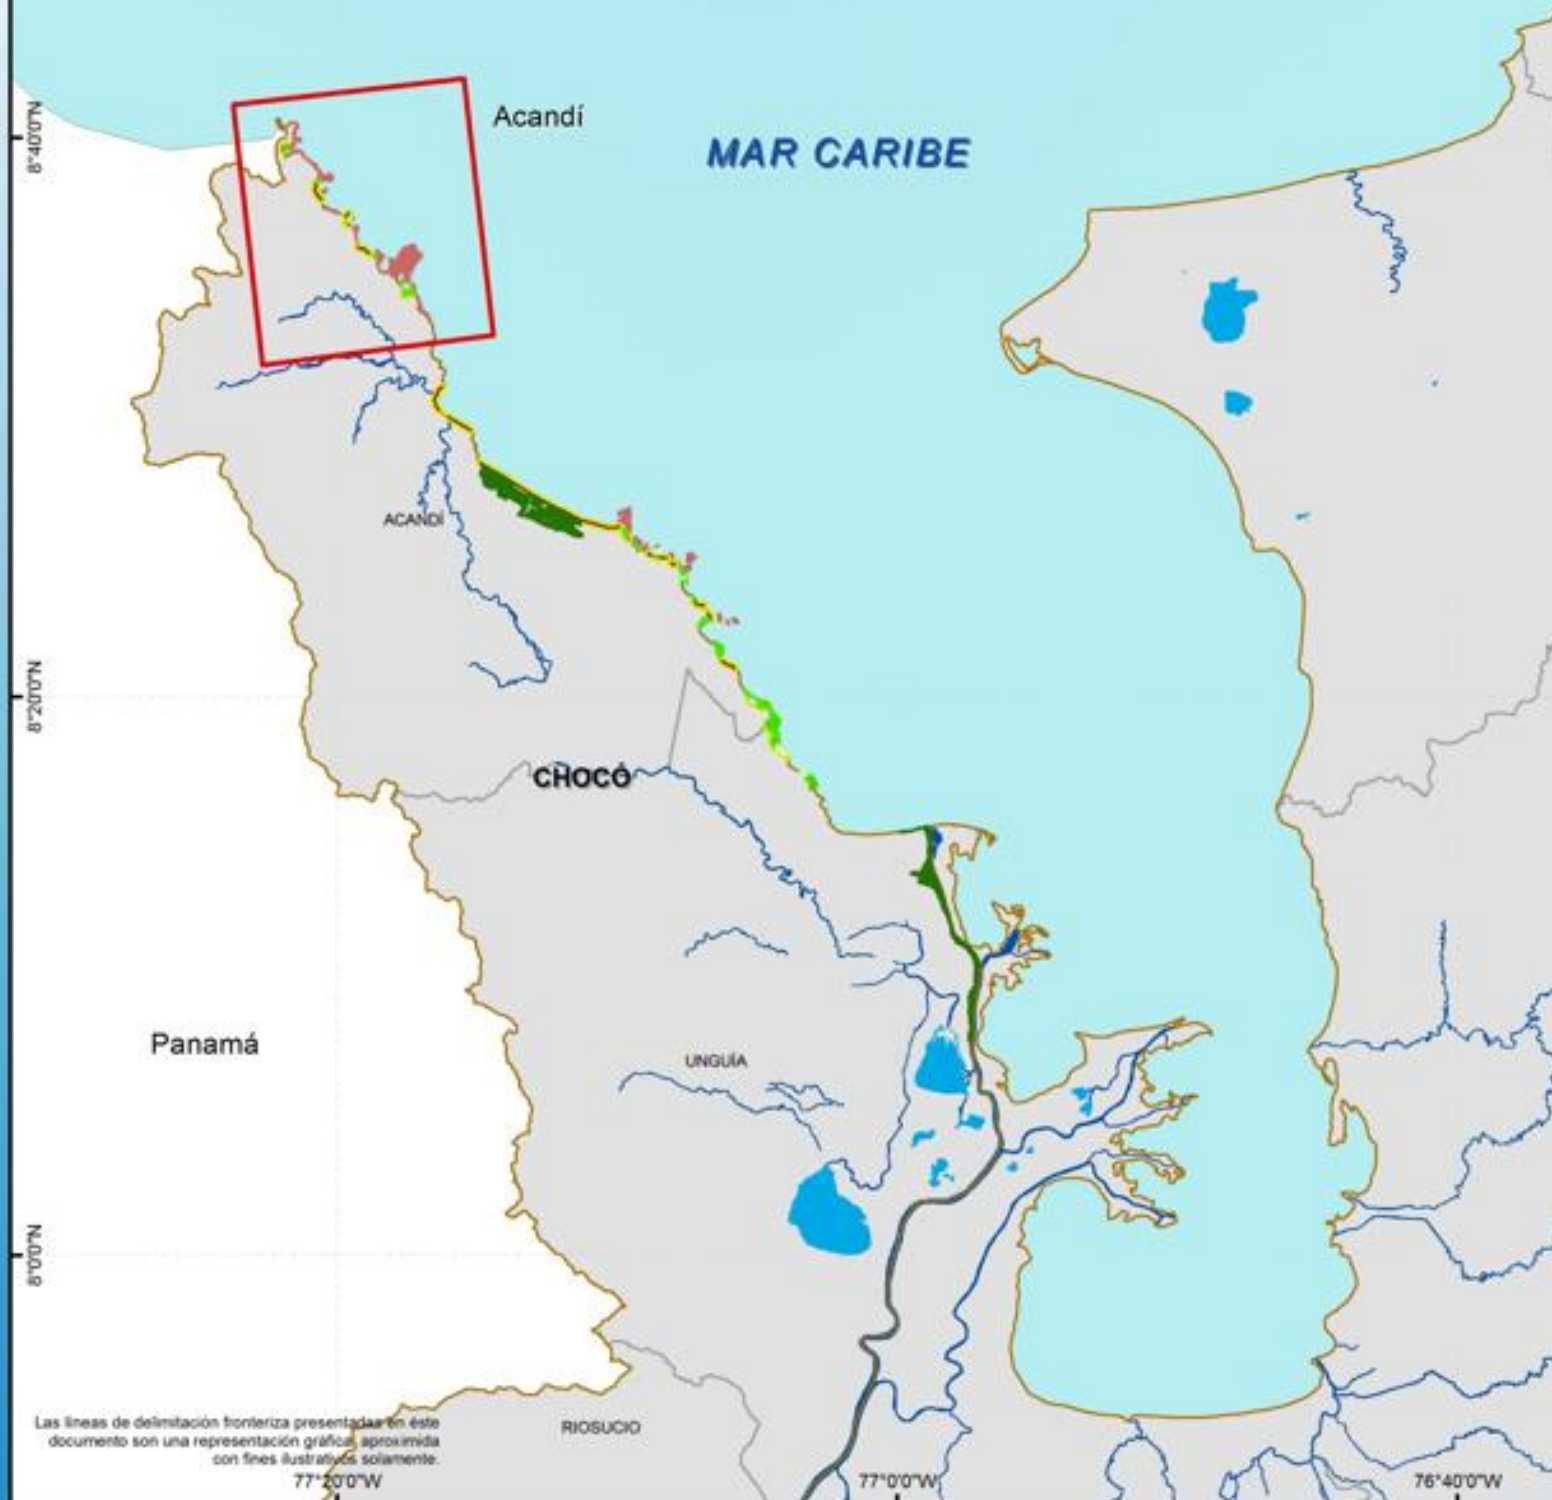 Acandí
MAR CARIBE
8°40'0"N
ACANDÍ
8°20'0"N
CHOCÓ
Panamá
UNGUÍA
8°0'0"N
RIOSUCIO
Las líneas de delimitación fronteriza presentadas en éste
documento son una representación gráfica aproximida
con fines ilustrativos solamente.
77°20'0"W
77°0'0"W
76°40'0"W